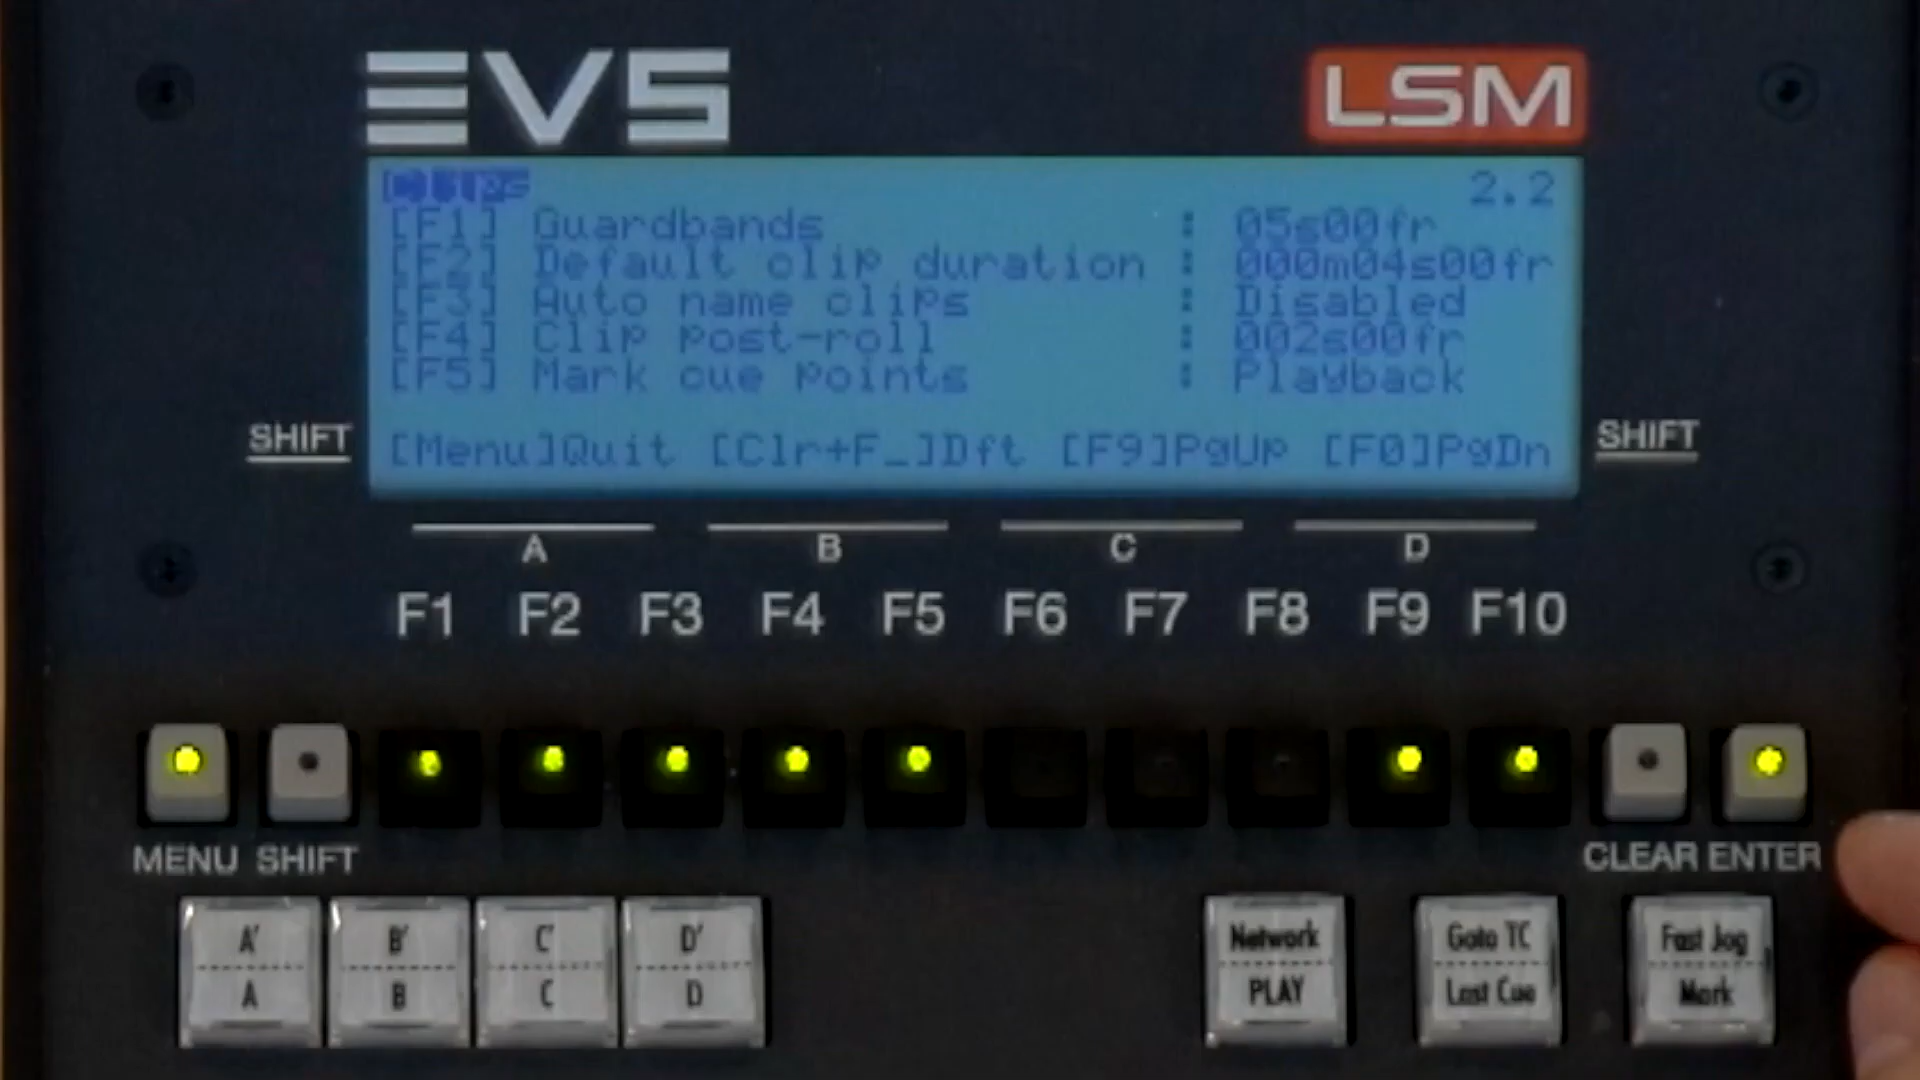 EVS
LSM
Clips 2.2
[F1] Guardbands : 05s00fr
[F2] Default clip duration : 000m04s00fr
[F3] Auto name clips : Disabled
[F4] Clip post-roll : 002s00fr
[F5] Mark cue points : Playback
SHIFT
[Menu]Quit [Clr+F_]Dft [F9]PgUp [F0]PgDn
SHIFT
A B C D
F1 F2 F3 F4 F5 F6 F7 F8 F9 F10
MENU SHIFT
CLEAR ENTER
A' B' C' D' Network Goto TC Fast Jog
A B C D PLAY Last Cue Mark